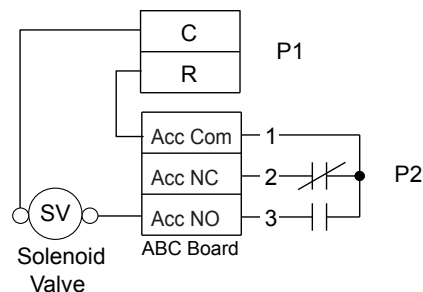 C
P1
R
Acc Com
1
Acc NC
2
P2
SV
Acc NO
3
ABC Board
Solenoid
Valve